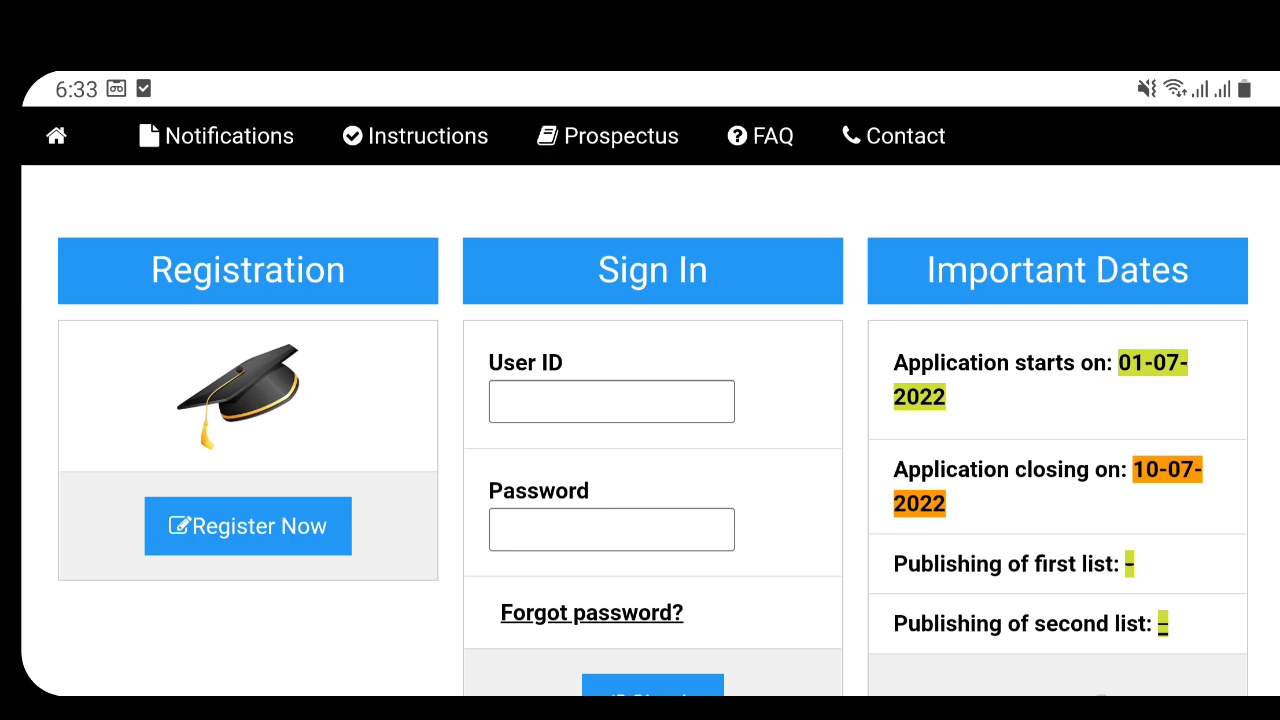 6:33
Notifications Instructions Prospectus FAQ Contact
Registration
Register Now
Sign In
User ID
Password
Forgot password?
Important Dates
Application starts on: 01-07-
2022
Application closing on: 10-07-
2022
Publishing of first list: -
Publishing of second list: -